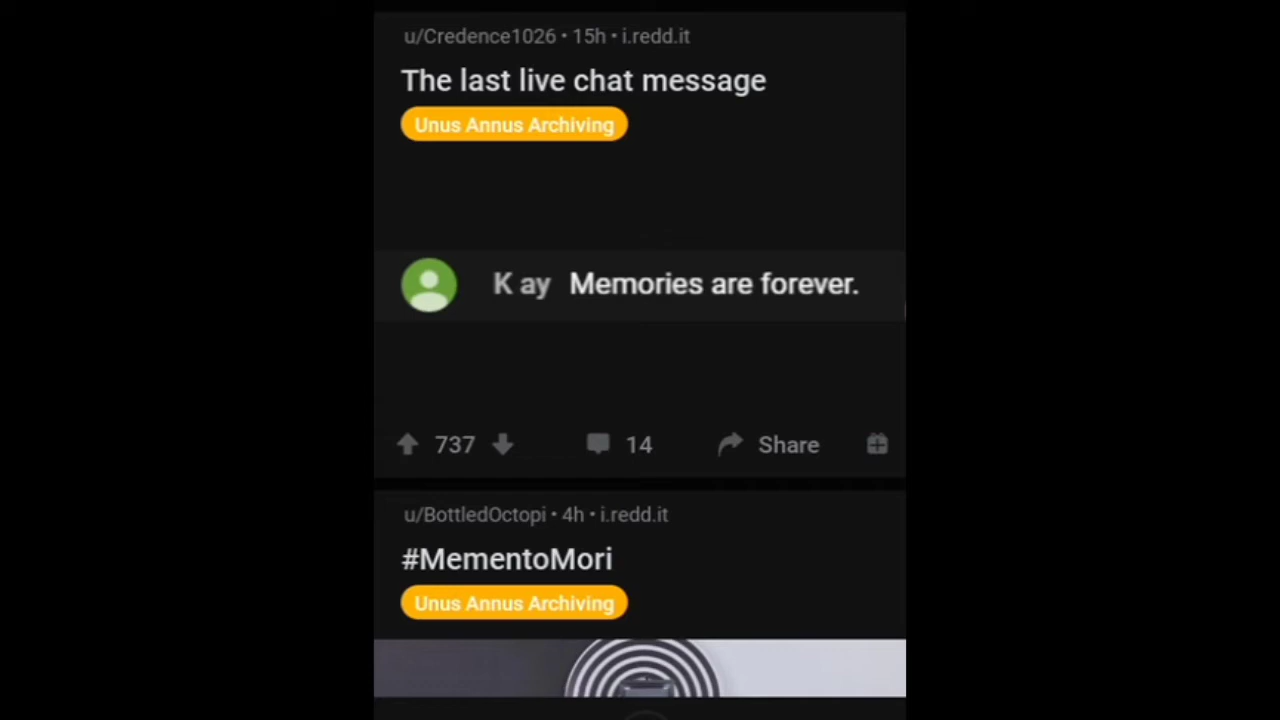 u/Credence1026 • 15h • i.redd.it
The last live chat message
Unus Annus Archiving
K ay Memories are forever.
737 14 Share
u/BottledOctopi • 4h • i.redd.it
#MementoMori
Unus Annus Archiving